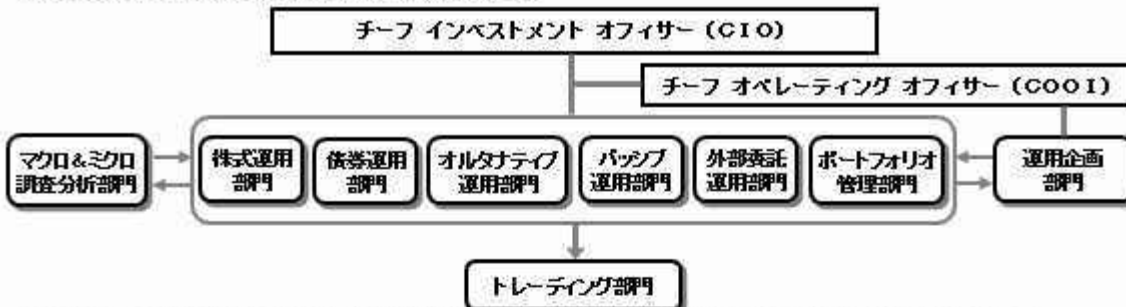 チーフ インベストメント オフィサー (CIO)
チーフ オペレーティング オフィサー (COOI)
マクロ&ミクロ
調査分析部門
株式運用
部門
債券運用
部門
オルタナティブ
運用部門
パッシブ
運用部門
外部委託
運用部門
ポートフォリオ
管理部門
運用企画
部門
トレーディング部門